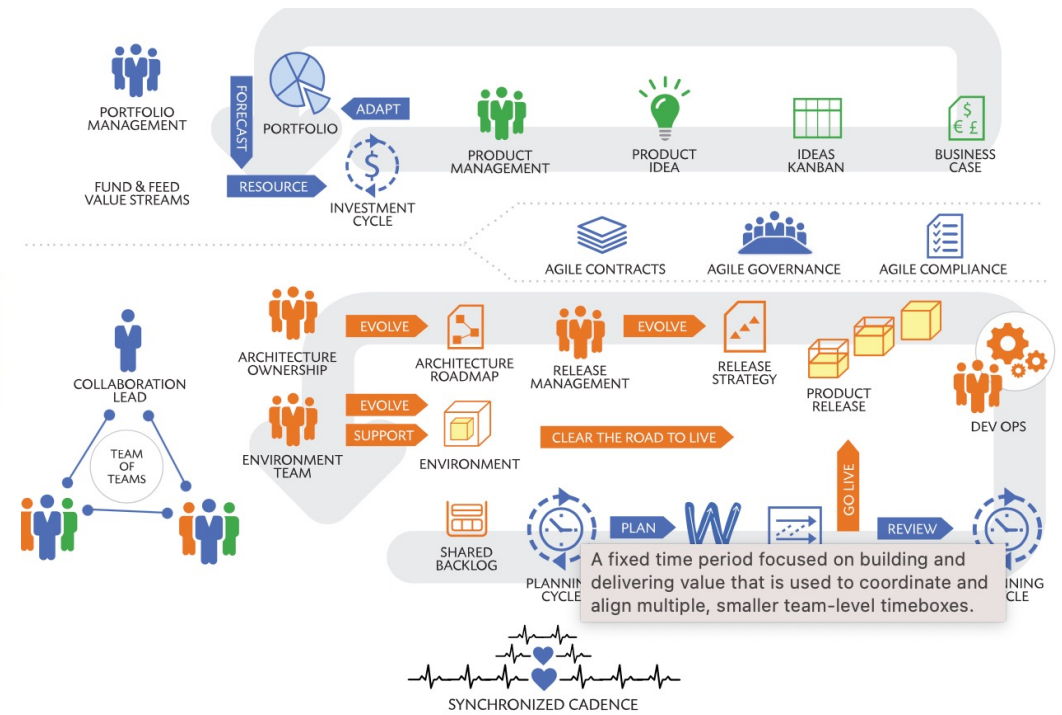 PORTFOLIO
MANAGEMENT
FORECAST
PORTFOLIO
ADAPT
PRODUCT
MANAGEMENT
PRODUCT
IDEA
IDEAS
KANBAN
BUSINESS
CASE
$
€ £
FUND & FEED
VALUE STREAMS
RESOURCE
$
INVESTMENT
CYCLE
AGILE CONTRACTS
AGILE GOVERNANCE
AGILE COMPLIANCE
COLLABORATION
LEAD
TEAM
OF
TEAMS
ARCHITECTURE
OWNERSHIP
EVOLVE
ARCHITECTURE
ROADMAP
RELEASE
MANAGEMENT
EVOLVE
RELEASE
STRATEGY
PRODUCT
RELEASE
DEV OPS
ENVIRONMENT
TEAM
EVOLVE
SUPPORT
ENVIRONMENT
CLEAR THE ROAD TO LIVE
SHARED
BACKLOG
PLANNIN
CYCLE
PLAN
W
GO LIVE
REVIEW
NING
CLE
A fixed time period focused on building and
delivering value that is used to coordinate and
align multiple, smaller team-level timeboxes.
SYNCHRONIZED CADENCE